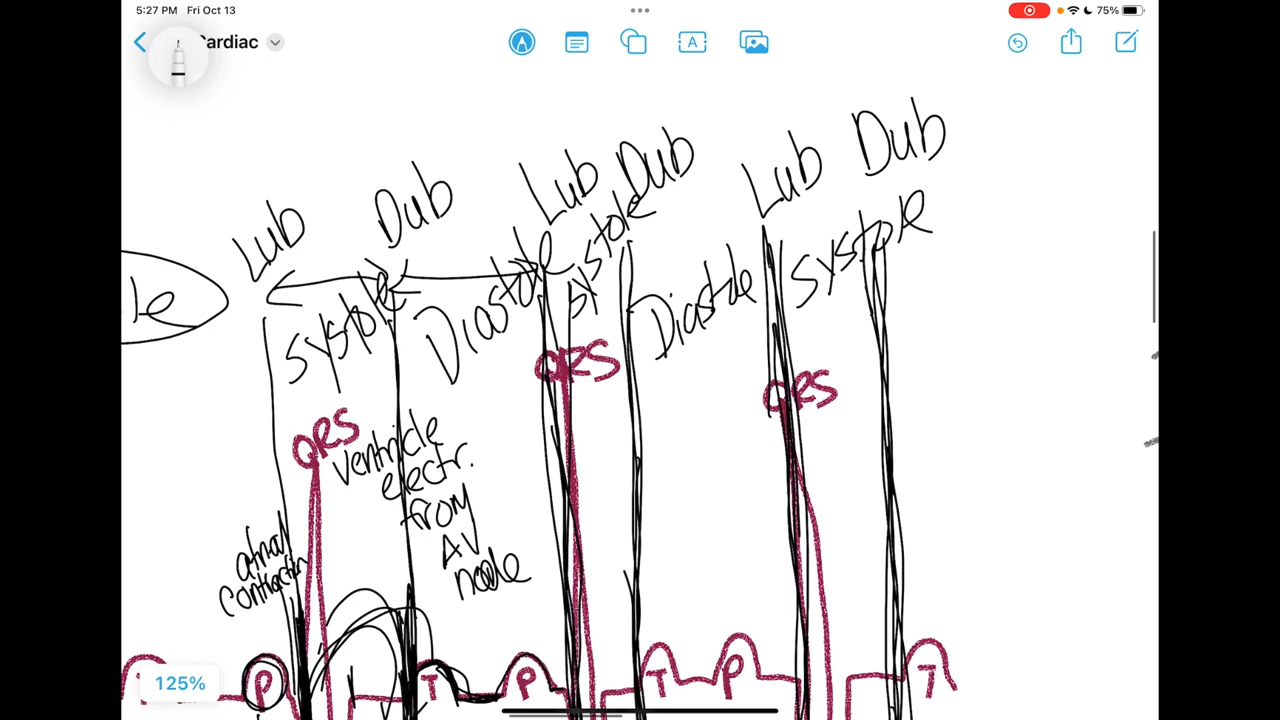 5:27 PM Fri Oct 13
75%
Cardiac
A
Lub Dub Lub Dub Lub Dub
le
systole Diastole systole Diastole systole
QRS QRS QRS
ventricle
electr.
from
AV
node
atrial
contraction
P T P T P T
125%